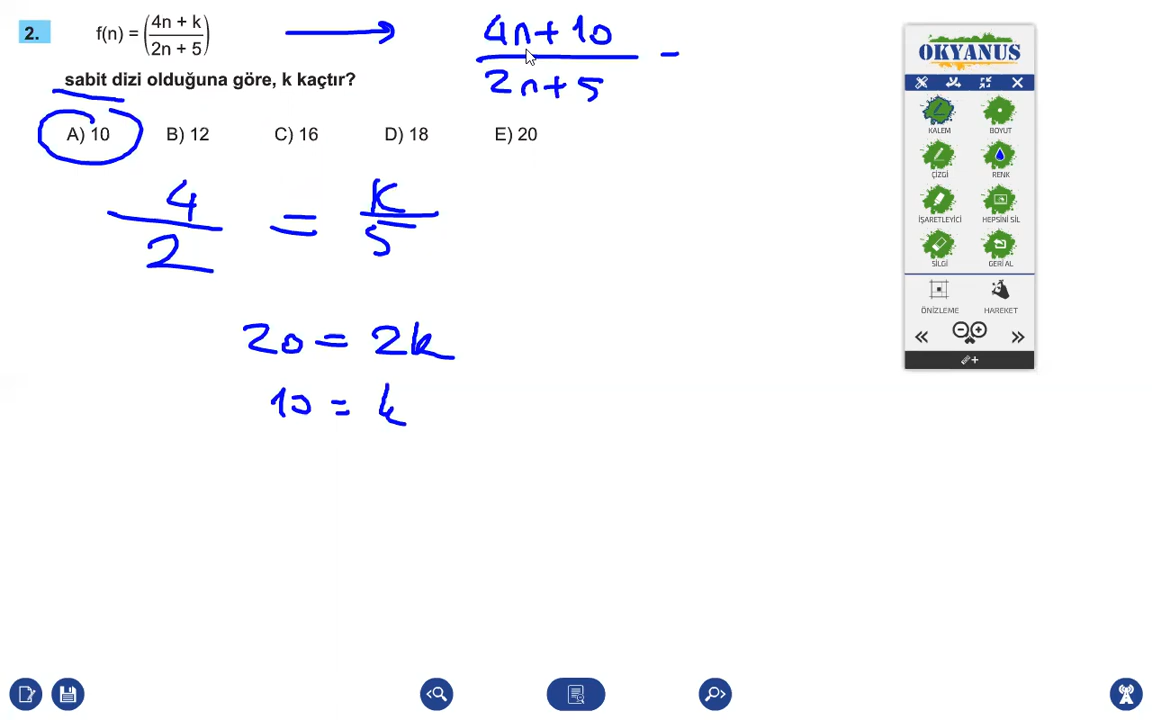 2. f(n) = (4n + k / 2n + 5) → 4n + 10 / 2n + 5 =
sabit dizi olduğuna göre, k kaçtır?
A) 10 B) 12 C) 16 D) 18 E) 20
4/2 = k/5
20 = 2k
10 = k
OKYANUS
KALEM BOYUT
ÇİZGİ RENK
İŞARETLEYİCİ HEPSİNİ SİL
SİLGİ GERİ AL
ÖNİZLEME HAREKET